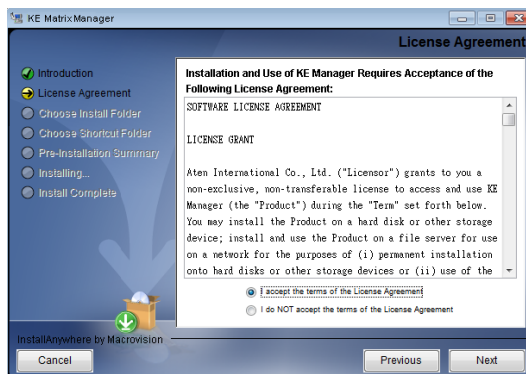 KE MatrixManager
License Agreement
Introduction
License Agreement
Choose Install Folder
Choose Shortcut Folder
Pre-Installation Summary
Installing...
Install Complete
Installation and Use of KE Manager Requires Acceptance of the
Following License Agreement:
SOFTWARE LICENSE AGREEMENT
LICENSE GRANT
Aten International Co., Ltd. ("Licensor") grants to you a
non-exclusive, non-transferable license to access and use KE
Manager (the "Product") during the "Term" set forth below.
You may install the Product on a hard disk or other storage
device; install and use the Product on a file server for use
on a network for the purposes of (i) permanent installation
onto hard disks or other storage devices or (ii) use of the
I accept the terms of the License Agreement
I do NOT accept the terms of the License Agreement
InstallAnywhere by Macrovision
Cancel
Previous
Next